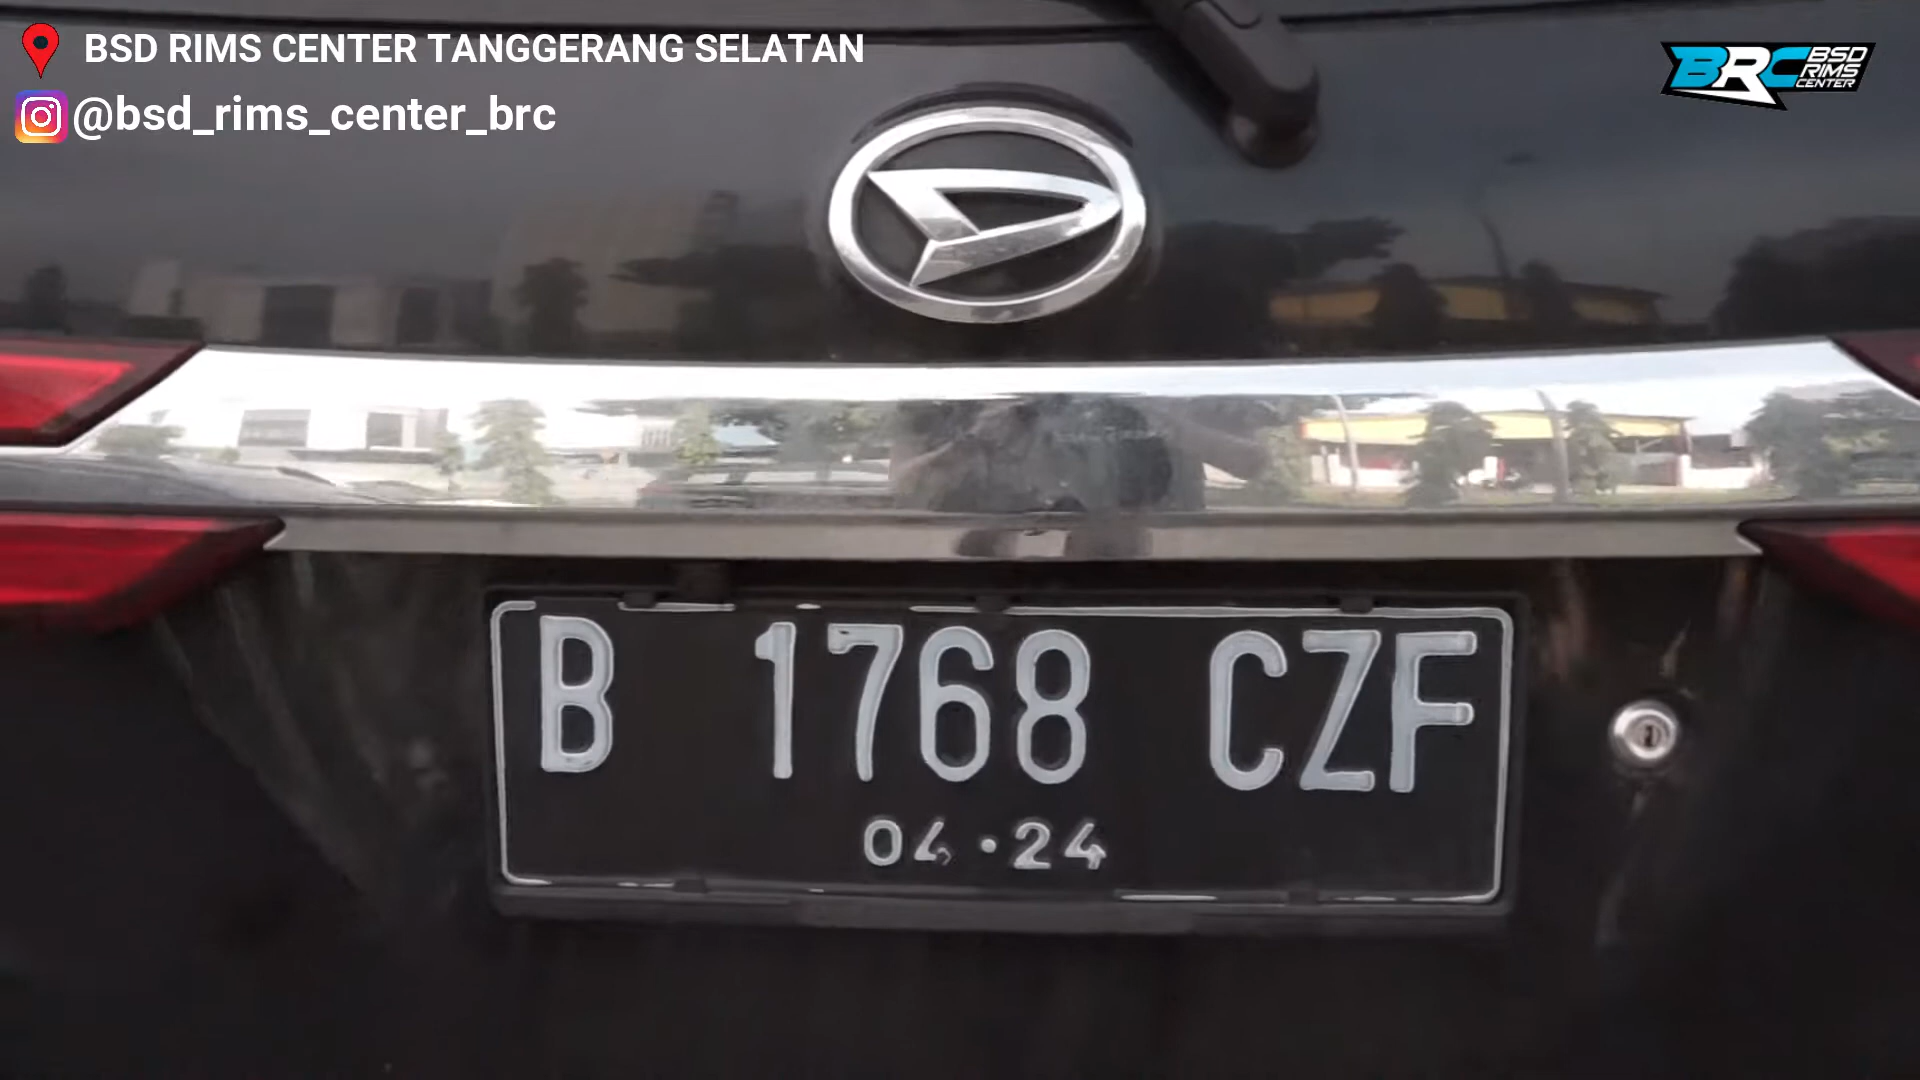 BSD RIMS CENTER TANGGERANG SELATAN
@bsd_rims_center_brc
BRC BSD
RIMS
CENTER
B 1768 CZF
04·24